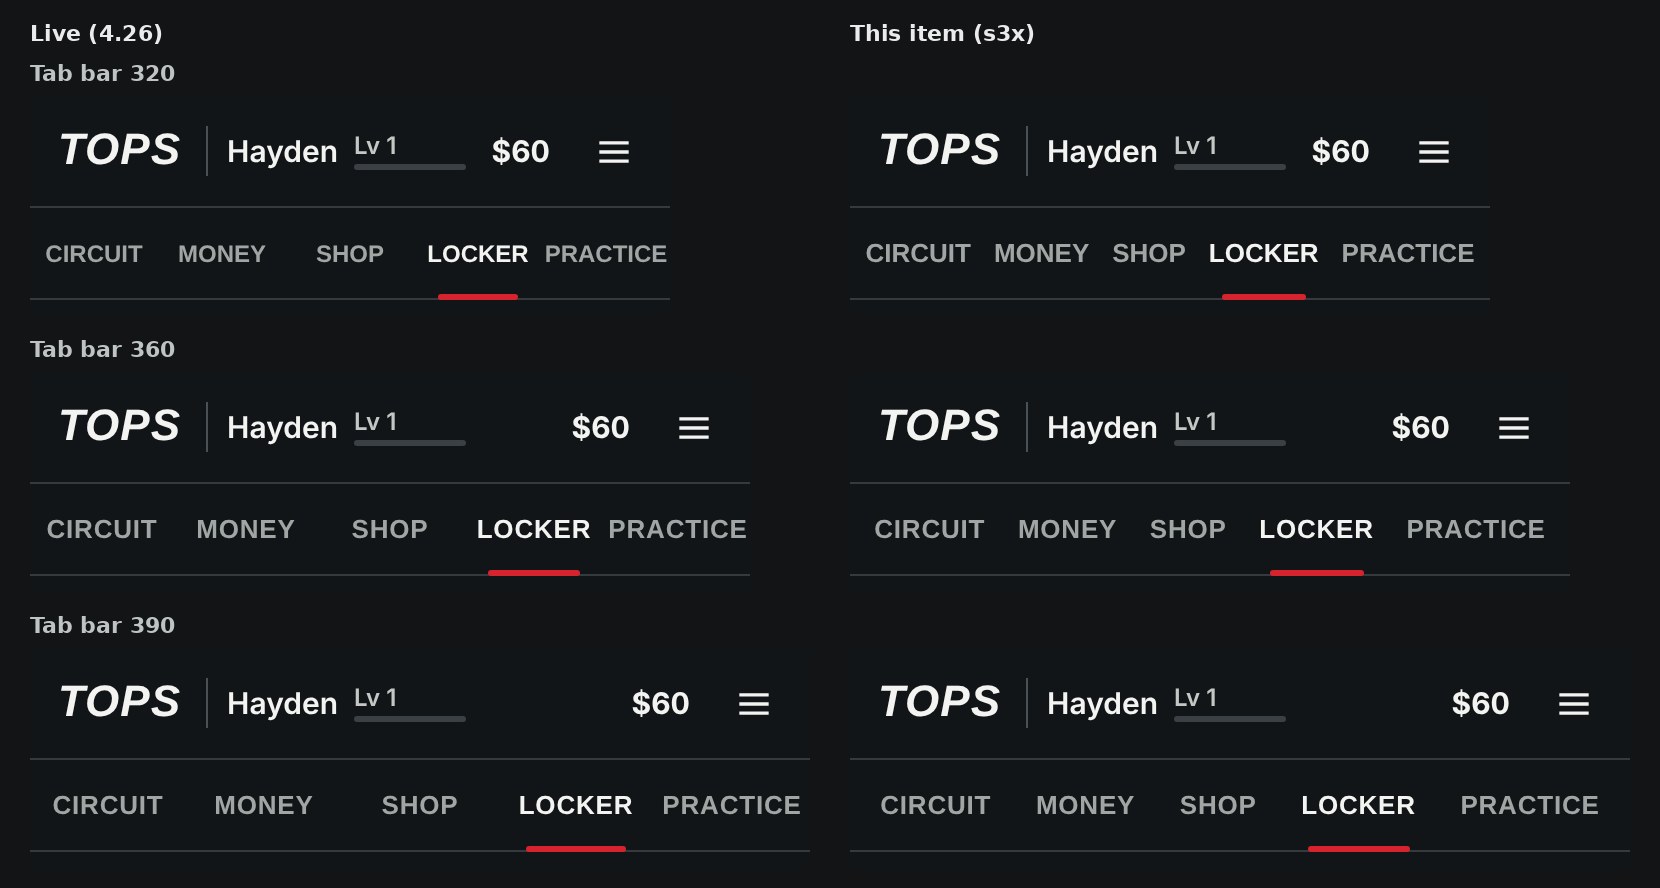 Live (4.26)
This item (s3x)
Tab bar 320
TOPS Hayden Lv 1 $60
TOPS Hayden Lv 1 $60
CIRCUIT MONEY SHOP LOCKER PRACTICE
CIRCUIT MONEY SHOP LOCKER PRACTICE
Tab bar 360
TOPS Hayden Lv 1 $60
TOPS Hayden Lv 1 $60
CIRCUIT MONEY SHOP LOCKER PRACTICE
CIRCUIT MONEY SHOP LOCKER PRACTICE
Tab bar 390
TOPS Hayden Lv 1 $60
TOPS Hayden Lv 1 $60
CIRCUIT MONEY SHOP LOCKER PRACTICE
CIRCUIT MONEY SHOP LOCKER PRACTICE